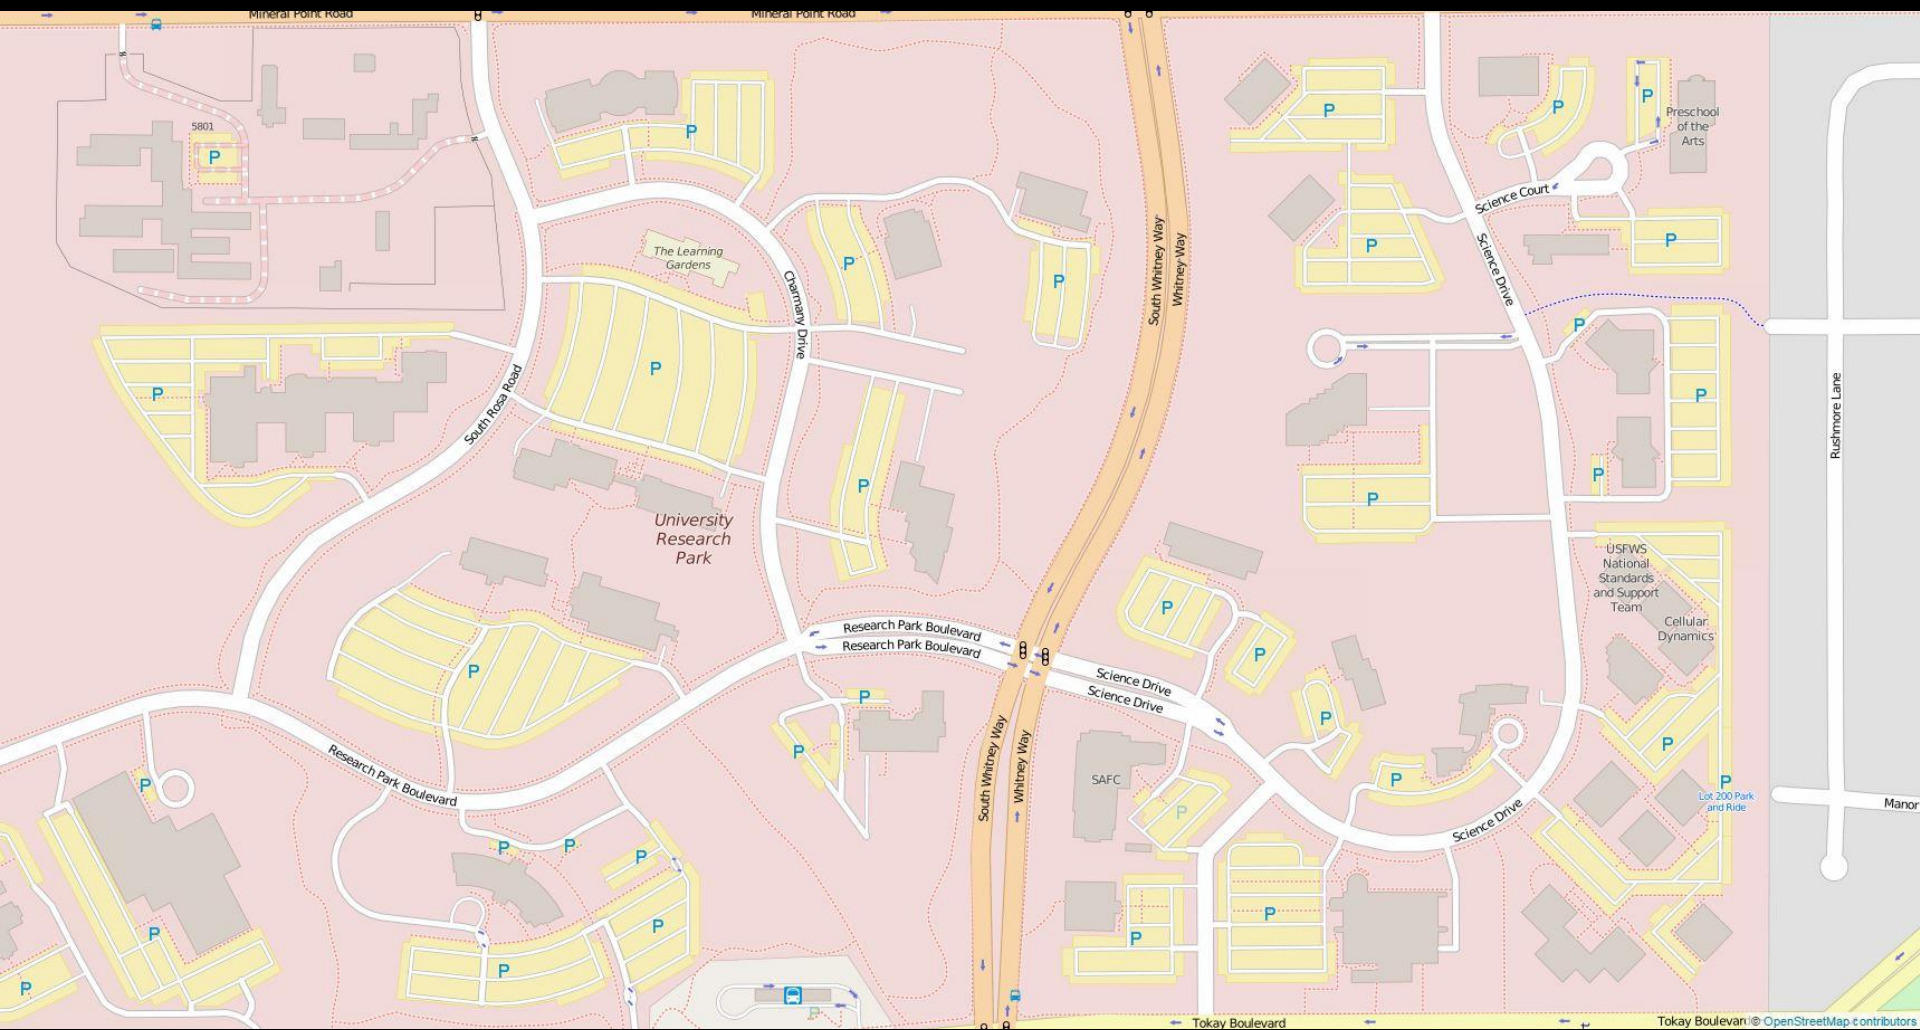 Mineral Point Road
Mineral Point Road
5801
P
P
P
P
P
Preschool
of the
Arts
Science Court
The Learning
Gardens
P
P
P
P
P
Charmany Drive
South Whitney Way
Whitney Way
Science Drive
P
P
P
P
South Rosa Road
Rushmore Lane
P
P
P
University
Research
Park
USFWS
National
Standards
and Support
Team
Cellular
Dynamics
P
Research Park Boulevard
Research Park Boulevard
P
P
Science Drive
Science Drive
P
P
P
P
South Whitney Way
Whitney Way
SAFC
P
P
P
Research Park Boulevard
P
Lot 200 Park
and Ride
Manor
P
Science Drive
P
P
P
P
P
P
P
P
P
P
P
Tokay Boulevard
Tokay Boulevard
© OpenStreetMap contributors